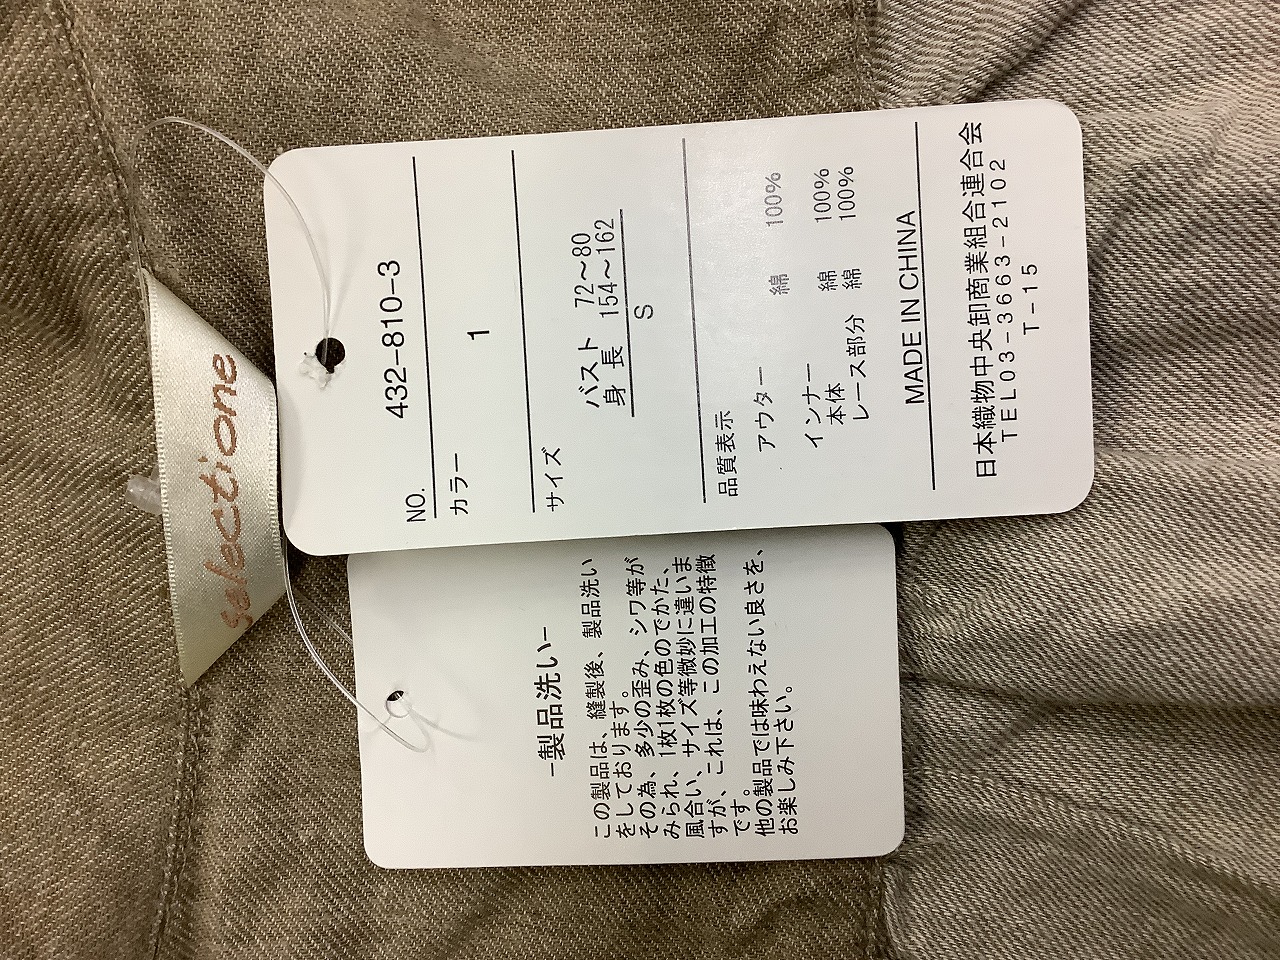 selectione
NO. 432-810-3
カラー 1
サイズ
バスト 72～80
身長 154～162
S
品質表示
アウター 綿 100%
インナー
本体 綿 100%
レース部分 綿 100%
MADE IN CHINA
日本織物中央卸商業組合連合会
TEL03-3663-2102
T-15
-製品洗い-
この製品は、縫製後、製品洗い
をしております。
その為、多少の歪み、シワ等が
みられ、1枚1枚の色のでかた、
風合い、サイズ等微妙に違いま
すが、これは、この加工の特徴
です。
他の製品では味わえない良さを、
お楽しみ下さい。